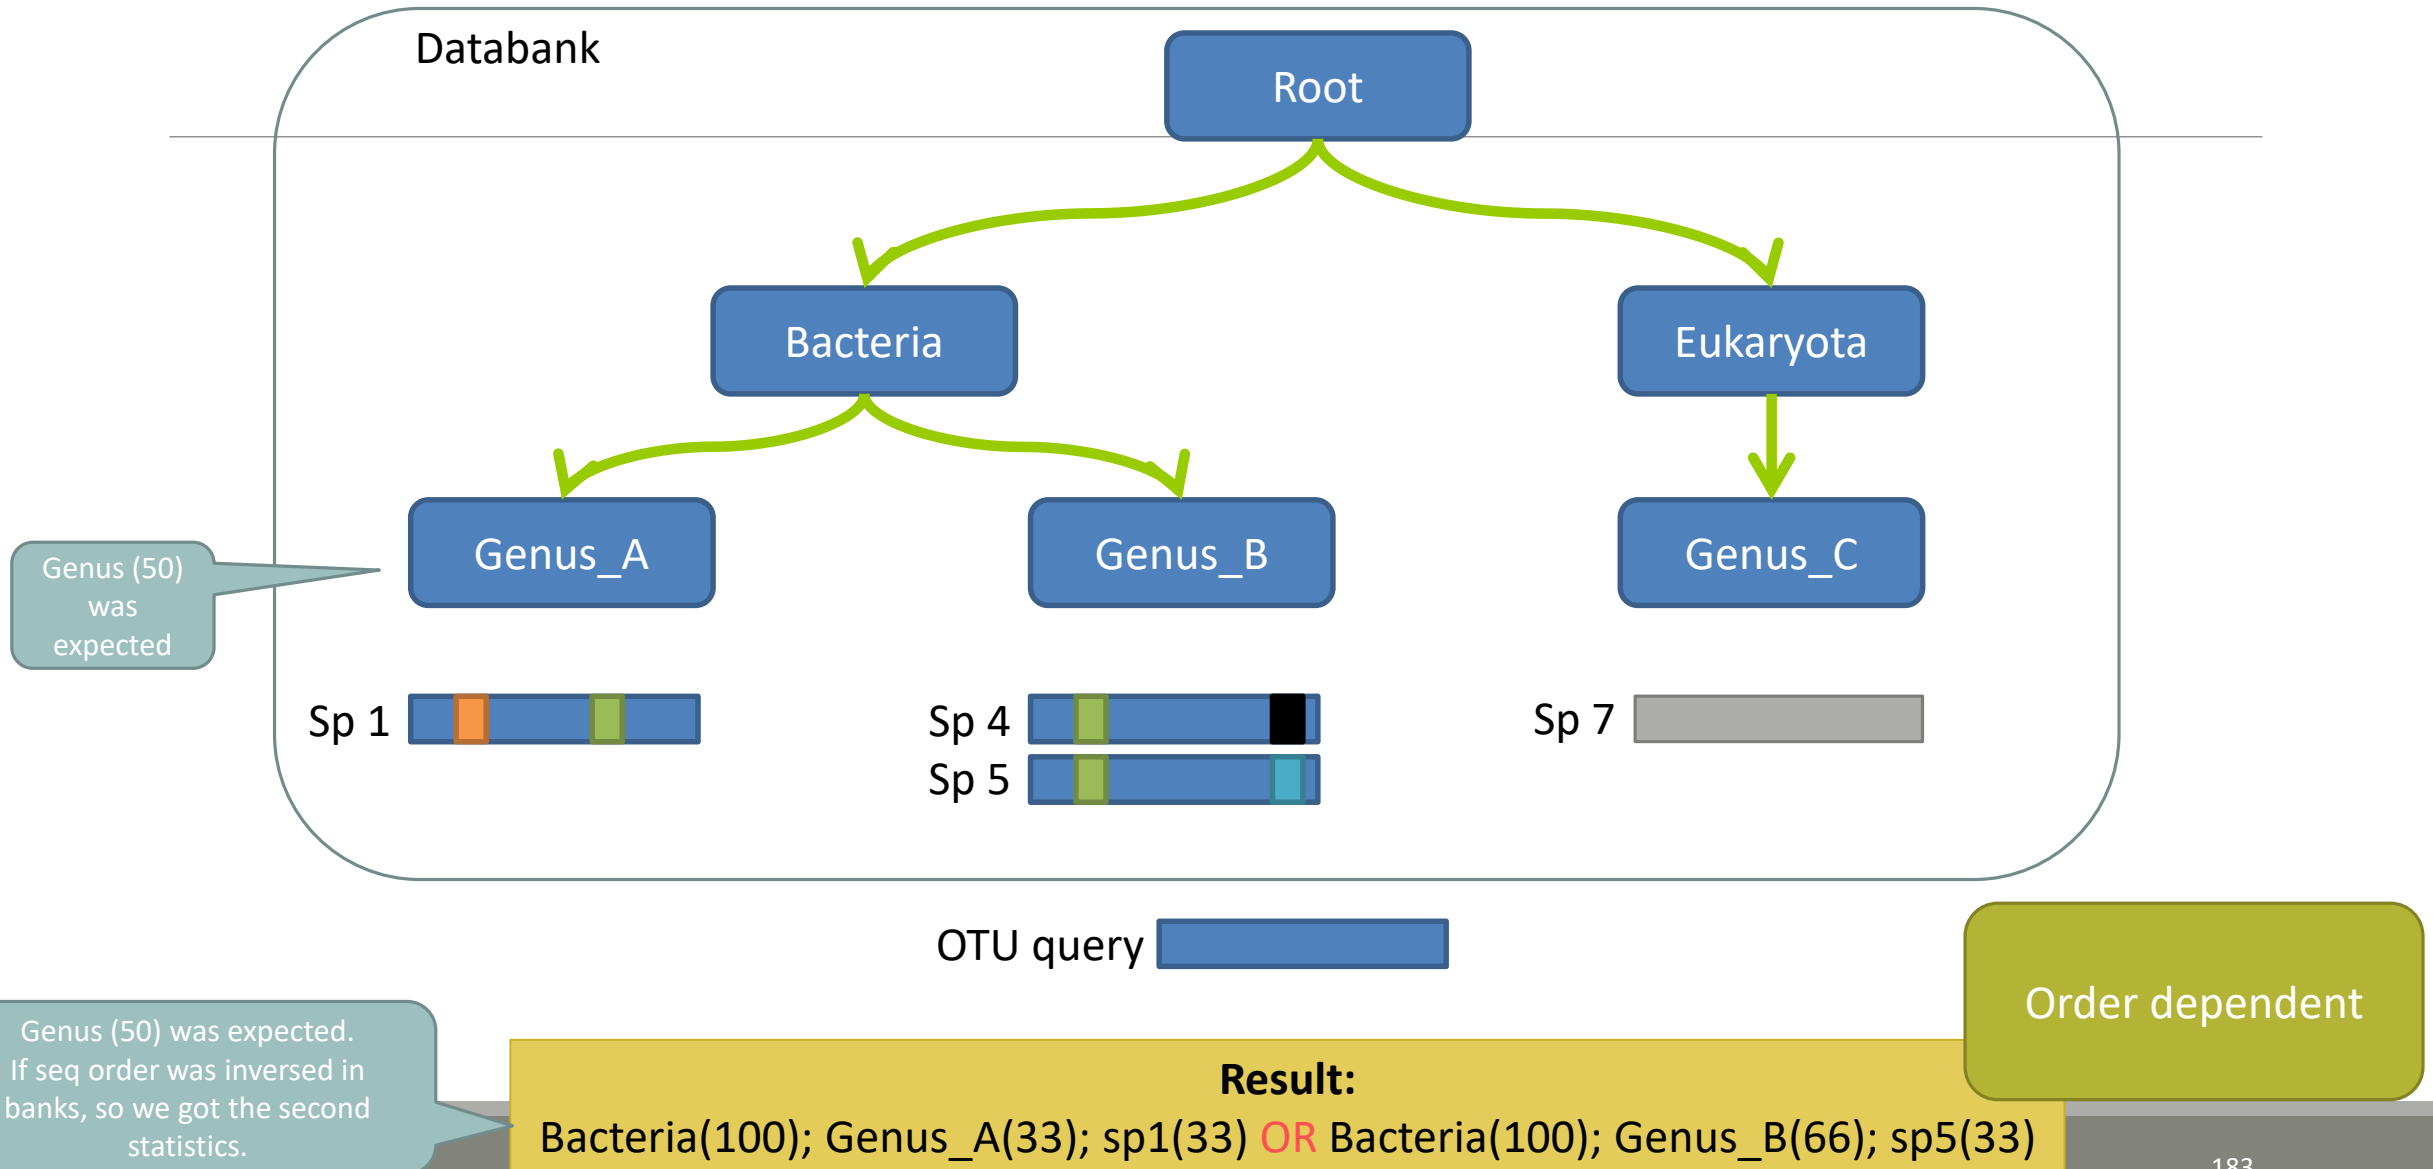 Databank
Root
Bacteria
Eukaryota
Genus_A
Genus_B
Genus_C
Genus (50)
was
expected
Sp 1
Sp 4
Sp 7
Sp 5
OTU query
Order dependent
Genus (50) was expected.
If seq order was inversed in
banks, so we got the second
statistics.
Result:
Bacteria(100); Genus_A(33); sp1(33) OR Bacteria(100); Genus_B(66); sp5(33)
183